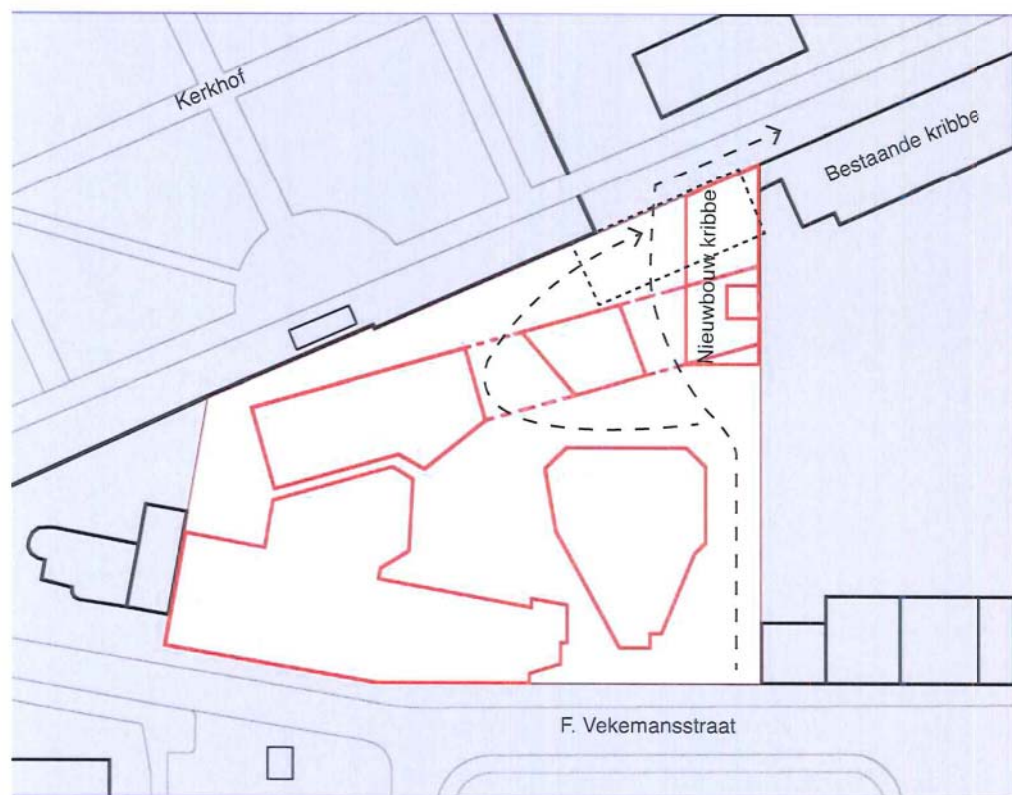 Kerkhof
Bestaande kribbe
Nieuwbouw kribbe
F. Vekemansstraat